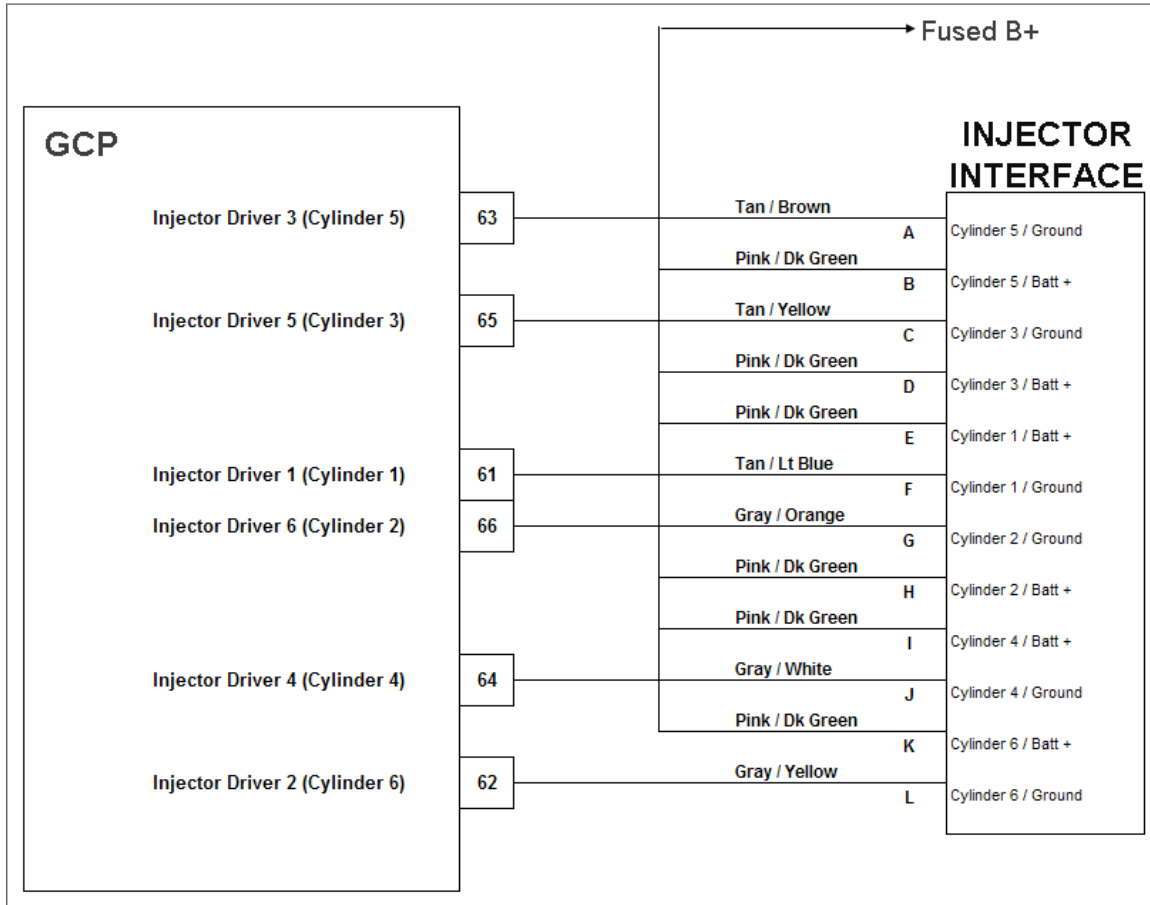 Fused B+
GCP
INJECTOR
INTERFACE
Injector Driver 3 (Cylinder 5)
63
Tan / Brown
A
Cylinder 5 / Ground
Pink / Dk Green
B
Cylinder 5 / Batt +
Injector Driver 5 (Cylinder 3)
65
Tan / Yellow
C
Cylinder 3 / Ground
Pink / Dk Green
D
Cylinder 3 / Batt +
Pink / Dk Green
E
Cylinder 1 / Batt +
Injector Driver 1 (Cylinder 1)
61
Tan / Lt Blue
F
Cylinder 1 / Ground
Injector Driver 6 (Cylinder 2)
66
Gray / Orange
G
Cylinder 2 / Ground
Pink / Dk Green
H
Cylinder 2 / Batt +
Pink / Dk Green
I
Cylinder 4 / Batt +
Injector Driver 4 (Cylinder 4)
64
Gray / White
J
Cylinder 4 / Ground
Pink / Dk Green
K
Cylinder 6 / Batt +
Injector Driver 2 (Cylinder 6)
62
Gray / Yellow
L
Cylinder 6 / Ground